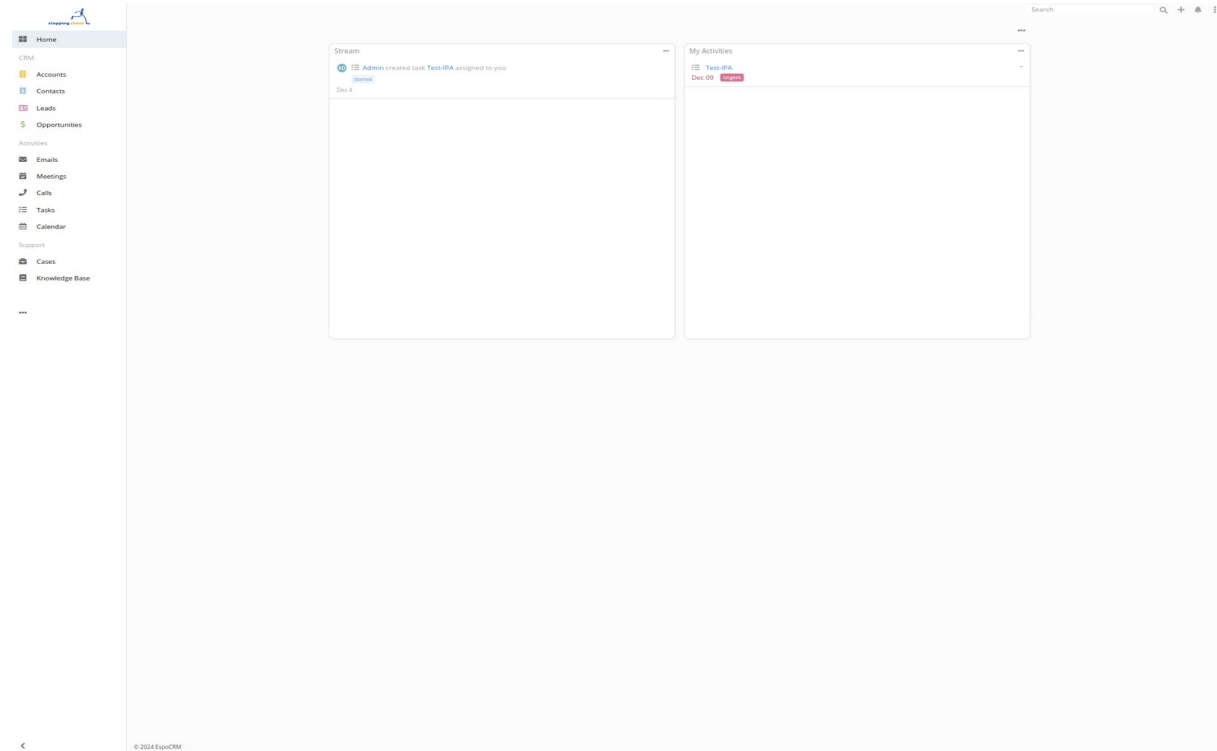 stepping stone
Search
Home
CRM
Accounts
Contacts
Leads
Opportunities
Activities
Emails
Meetings
Calls
Tasks
Calendar
Support
Cases
Knowledge Base
Stream
Admin created task Test-IPA assigned to you
Started
Dec 4
My Activities
Test-IPA
Dec 09 Urgent
© 2024 EspoCRM